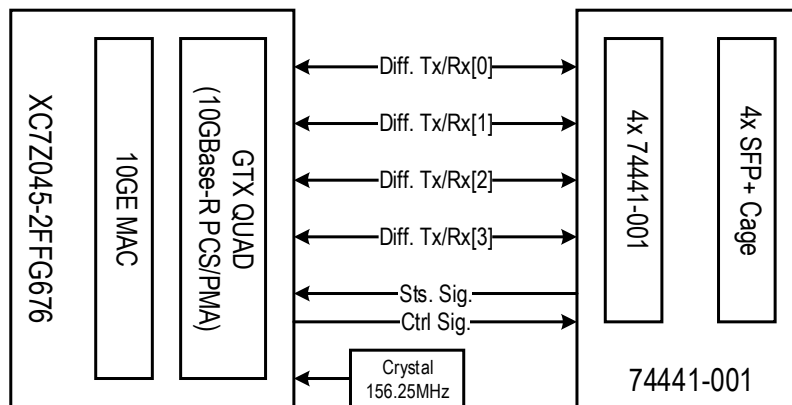 XC7Z045-2FFG676
10GE MAC
GTX QUAD
(10GBase-R PCS/PMA)
Diff. Tx/Rx[0]
Diff. Tx/Rx[1]
Diff. Tx/Rx[2]
Diff. Tx/Rx[3]
Sts. Sig.
Ctrl Sig.
Crystal
156.25MHz
4x 74441-001
4x SFP+ Cage
74441-001